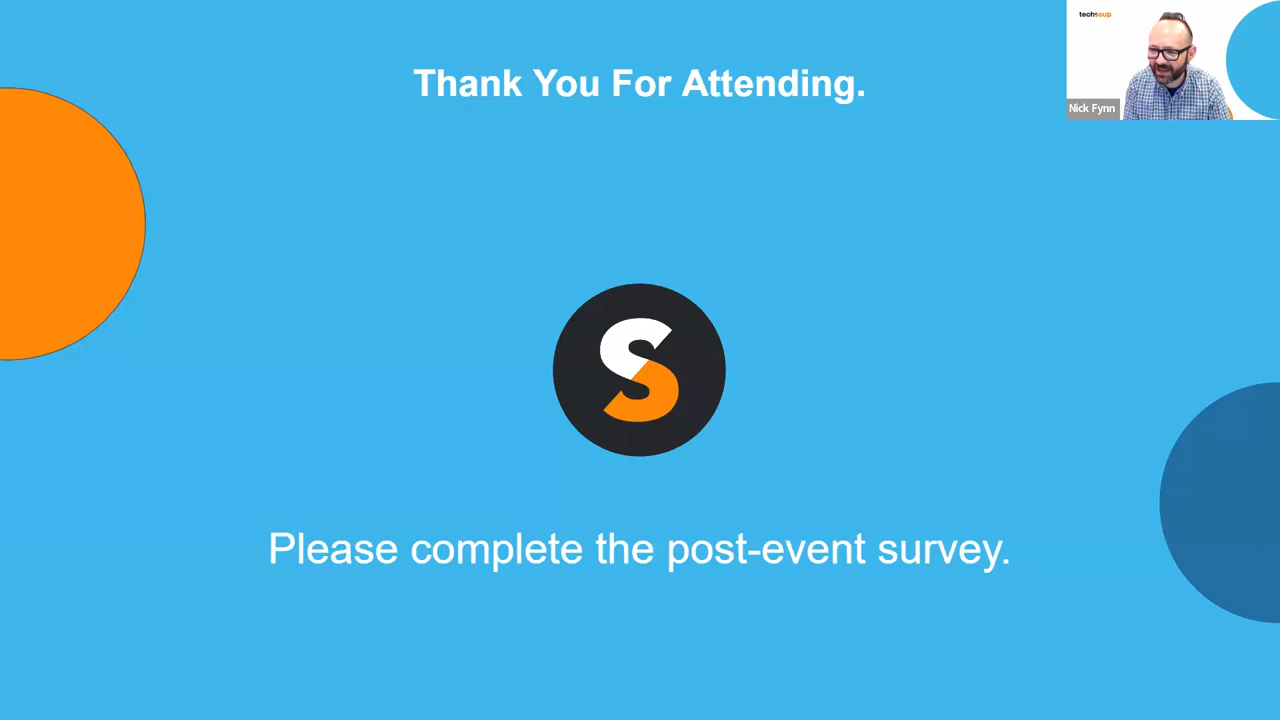 techsoup
Thank You For Attending.
Nick Fynn
S
Please complete the post-event survey.